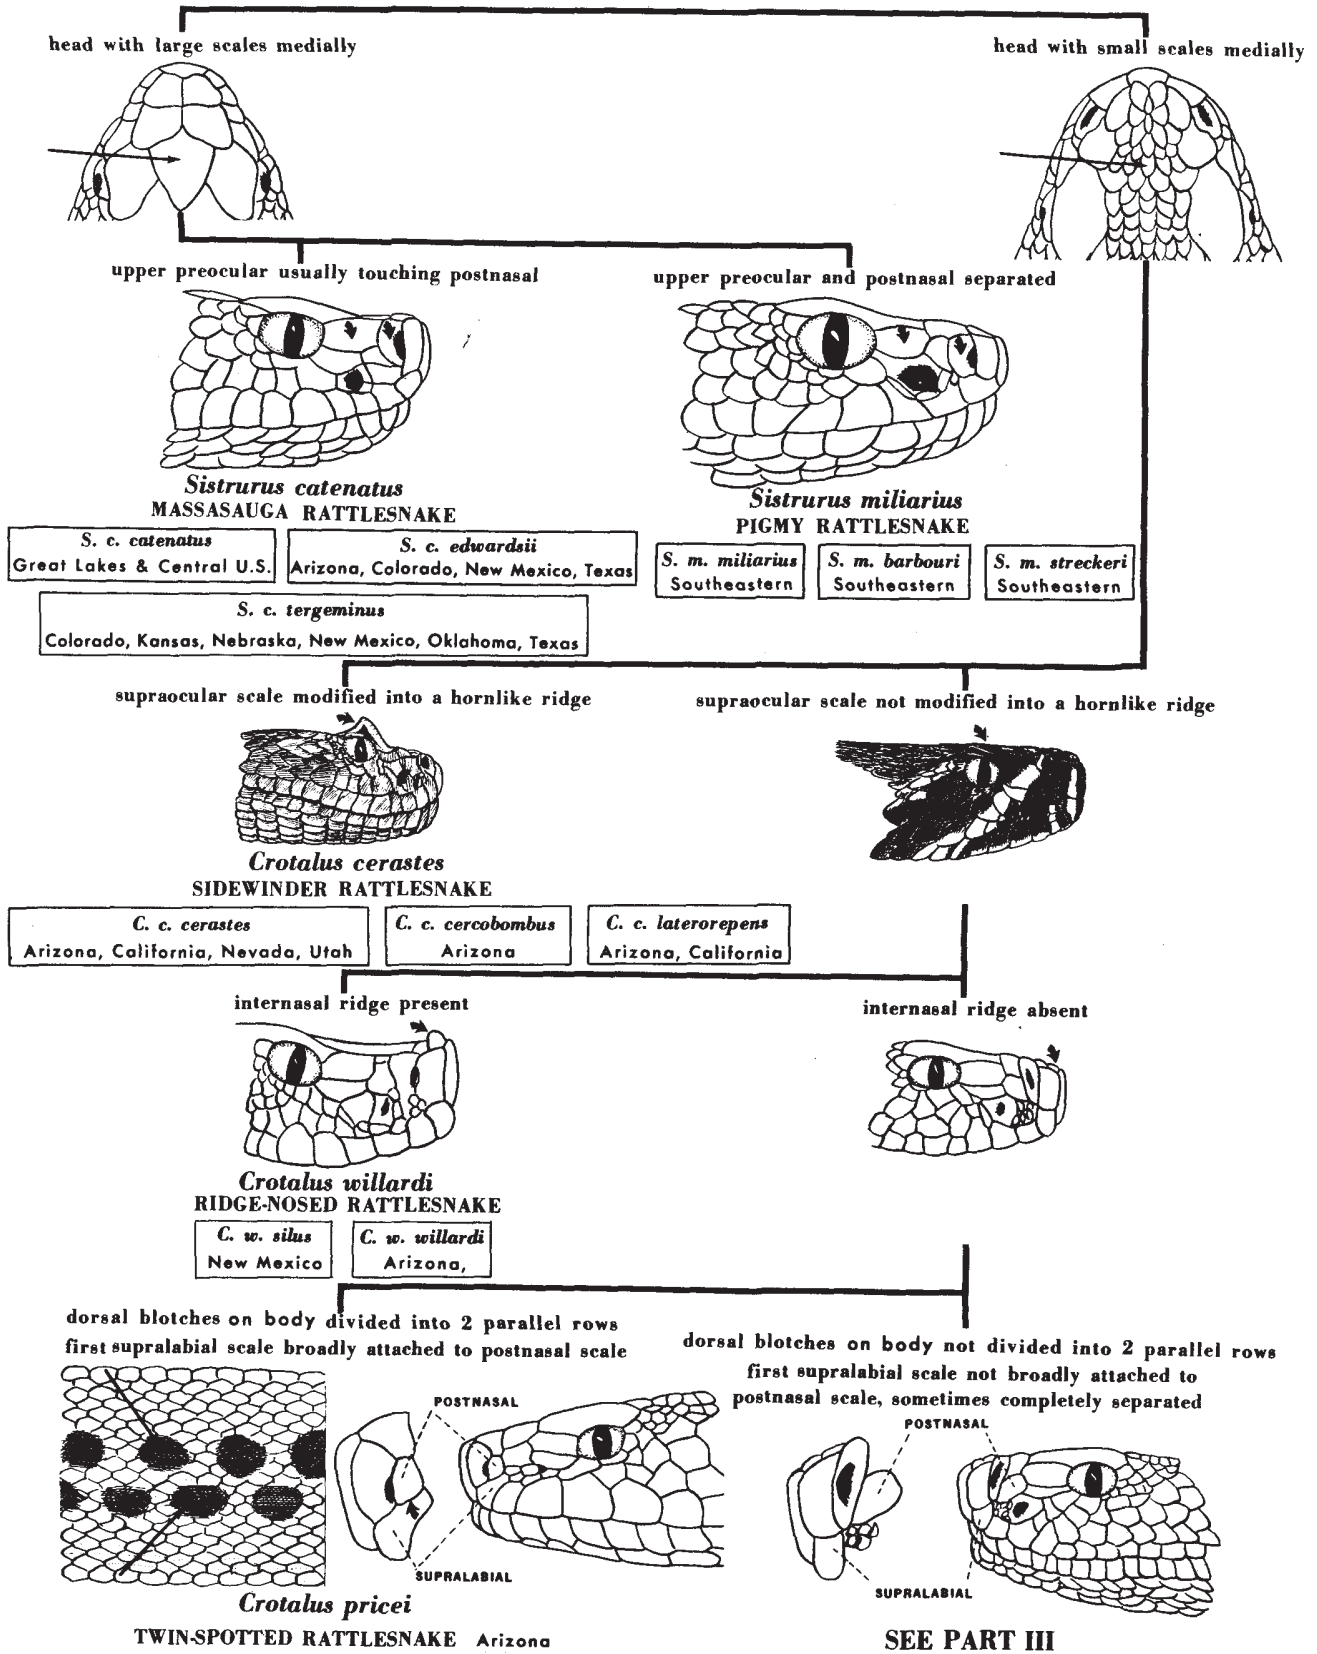 head with large scales medially
head with small scales medially
upper preocular usually touching postnasal
upper preocular and postnasal separated
Sistrurus catenatus
MASSASAUGA RATTLESNAKE
Sistrurus miliarius
PIGMY RATTLESNAKE
S. c. catenatus
Great Lakes & Central U.S.
S. c. edwardsii
Arizona, Colorado, New Mexico, Texas
S. m. miliarius
Southeastern
S. m. barbouri
Southeastern
S. m. streckeri
Southeastern
S. c. tergeminus
Colorado, Kansas, Nebraska, New Mexico, Oklahoma, Texas
supraocular scale modified into a hornlike ridge
supraocular scale not modified into a hornlike ridge
Crotalus cerastes
SIDEWINDER RATTLESNAKE
C. c. cerastes
Arizona, California, Nevada, Utah
C. c. cercobombus
Arizona
C. c. laterorepens
Arizona, California
internasal ridge present
internasal ridge absent
Crotalus willardi
RIDGE-NOSED RATTLESNAKE
C. w. silus
New Mexico
C. w. willardi
Arizona,
dorsal blotches on body divided into 2 parallel rows
first supralabial scale broadly attached to postnasal scale
dorsal blotches on body not divided into 2 parallel rows
first supralabial scale not broadly attached to
postnasal scale, sometimes completely separated
POSTNASAL
SUPRALABIAL
POSTNASAL
SUPRALABIAL
Crotalus pricei
TWIN-SPOTTED RATTLESNAKE Arizona
SEE PART III